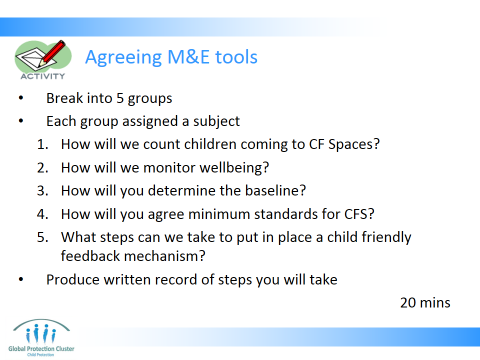 Agreeing M&E tools
ACTIVITY
• Break into 5 groups
• Each group assigned a subject
1. How will we count children coming to CF Spaces?
2. How will we monitor wellbeing?
3. How will you determine the baseline?
4. How will you agree minimum standards for CFS?
5. What steps can we take to put in place a child friendly
feedback mechanism?
• Produce written record of steps you will take
20 mins
Global Protection Cluster
Child Protection